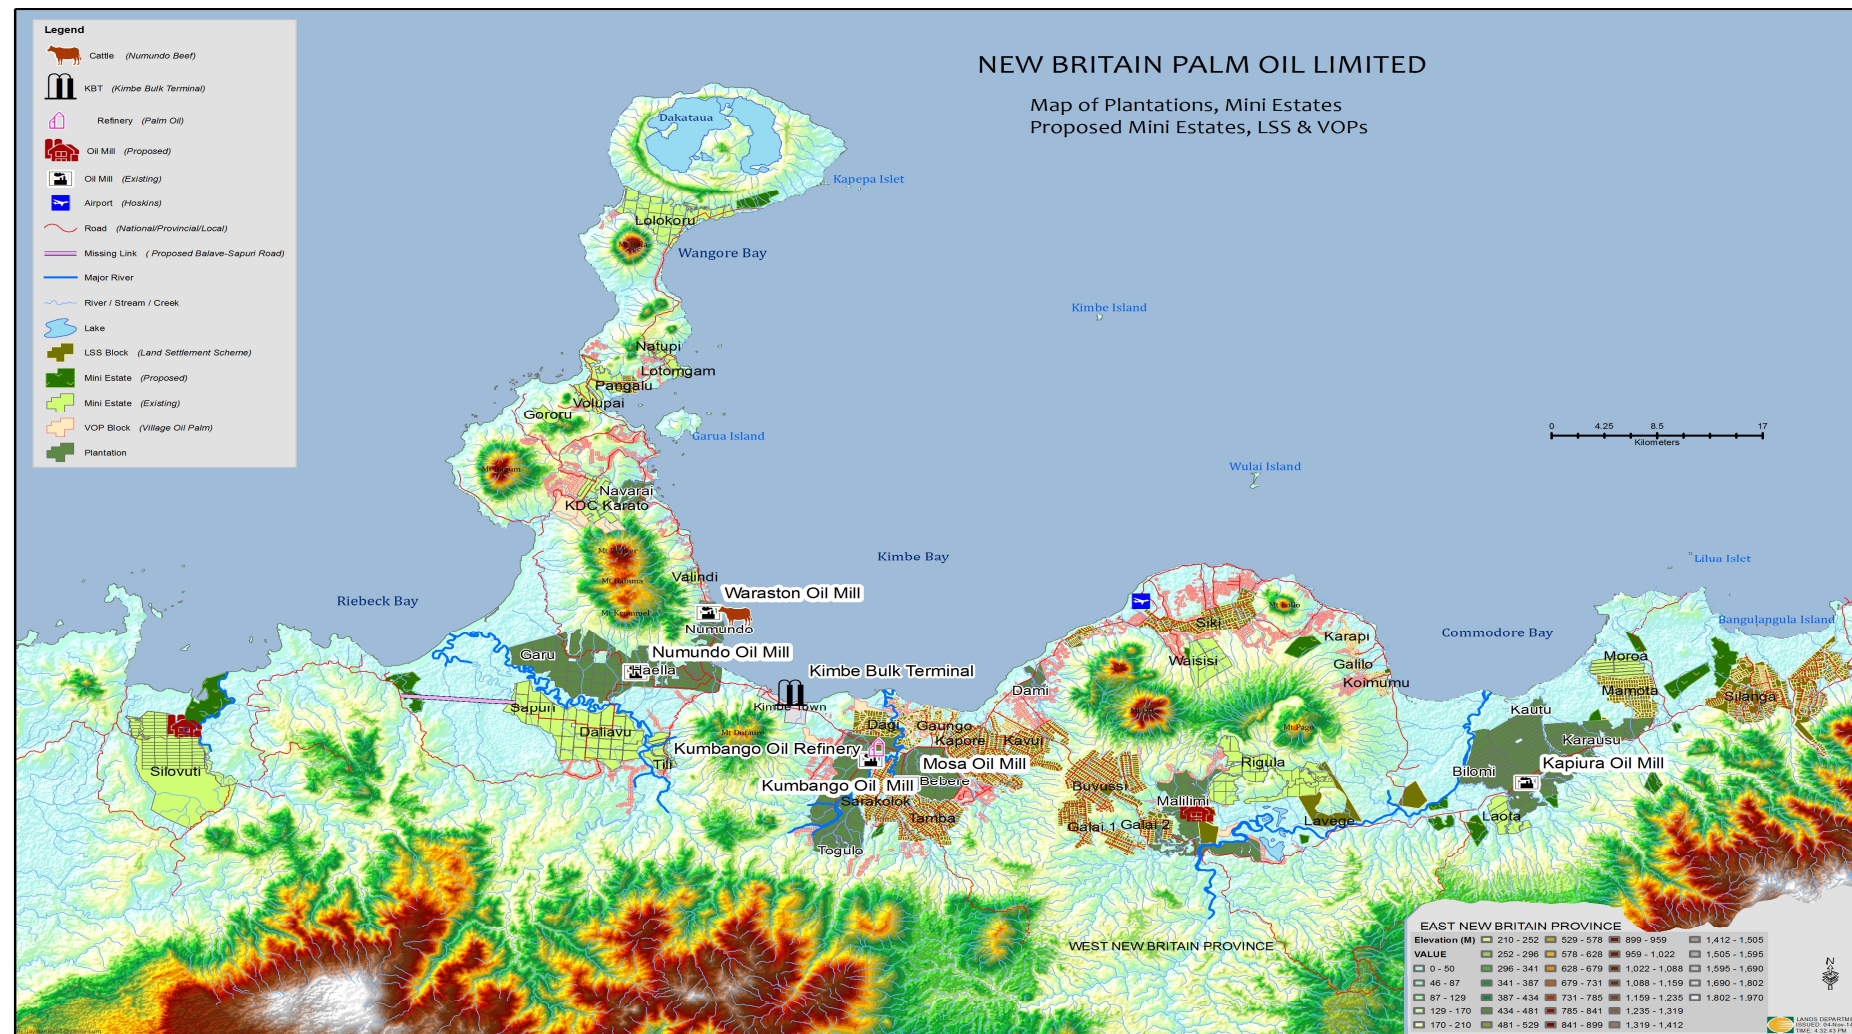 Legend
Cattle (Numundo Beef)
KBT (Kimbe Bulk Terminal)
Refinery (Palm Oil)
Oil Mill (Proposed)
Oil Mill (Existing)
Airport (Hoskins)
Road (National/Provincial/Local)
Missing Link ( Proposed Balave-Sapuri Road)
Major River
River / Stream / Creek
Lake
LSS Block (Land Settlement Scheme)
Mini Estate (Proposed)
Mini Estate (Existing)
VOP Block (Village Oil Palm)
Plantation
NEW BRITAIN PALM OIL LIMITED
Map of Plantations, Mini Estates
Proposed Mini Estates, LSS & VOPs
Dakataua
Kapepa Islet
Lolokoru
Wangore Bay
Kimbe Island
Natupi
Lotomgam
Pangalu
Volupai
Gororu
Garua Island
0 4.25 8.5 17
Kilometers
Wulai Island
Navarai
KDC Karato
Kimbe Bay
Lilua Islet
Valindi
Waraston Oil Mill
Riebeck Bay
Mt Krummel
Numundo
Siki
Karapi
Commodore Bay
Bangulangula Island
Garu
Numundo Oil Mill
Haella
Kimbe Bulk Terminal
Waisisi
Galilo
Koimumu
Moroa
Mamota
Silanga
Dami
Sapuri
Kimbe Town
Kautu
Daliavu
Dagi
Gaungo
Kapore
Kavui
Karausu
Mt Pago
Kumbango Oil Refinery
Tili
Silovuti
Mosa Oil Mill
Rigula
Bilomi
Kapiura Oil Mill
Kumbango Oil Mill
Bebere
Buvussi
Sarakolok
Malilimi
Tamba
Galai 1
Galai 2
Lavege
Laota
Togulo
WEST NEW BRITAIN PROVINCE
EAST NEW BRITAIN PROVINCE
Elevation (M)
VALUE
0 - 50
46 - 87
87 - 129
129 - 170
170 - 210
210 - 252
252 - 296
296 - 341
341 - 387
387 - 434
434 - 481
481 - 529
529 - 578
578 - 628
628 - 679
679 - 731
731 - 785
785 - 841
841 - 899
899 - 959
959 - 1,022
1,022 - 1,088
1,088 - 1,159
1,159 - 1,235
1,235 - 1,319
1,319 - 1,412
1,412 - 1,505
1,505 - 1,595
1,595 - 1,690
1,690 - 1,802
1,802 - 1,970
N
LANDS DEPARTME
TIME: 4:32:43 PM